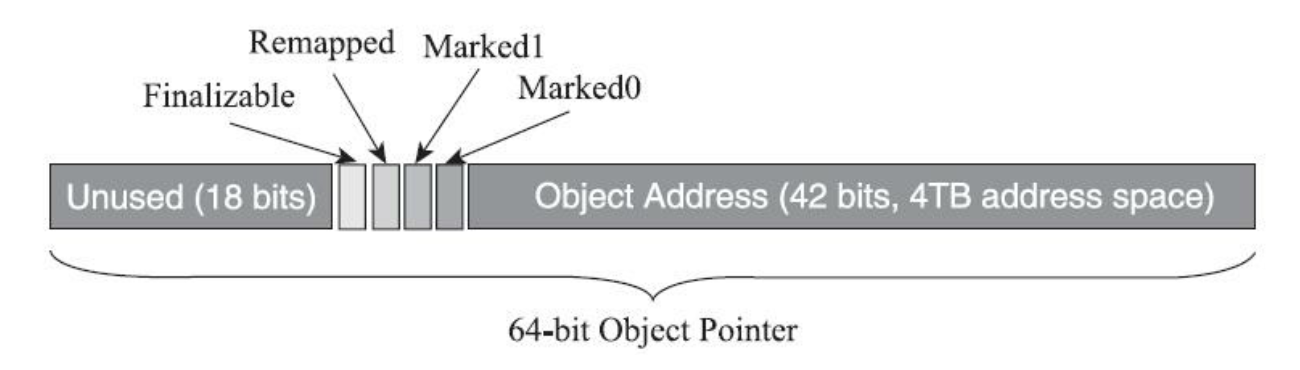 Remapped
Marked1
Finalizable
Marked0
Unused (18 bits)
Object Address (42 bits, 4TB address space)
64-bit Object Pointer